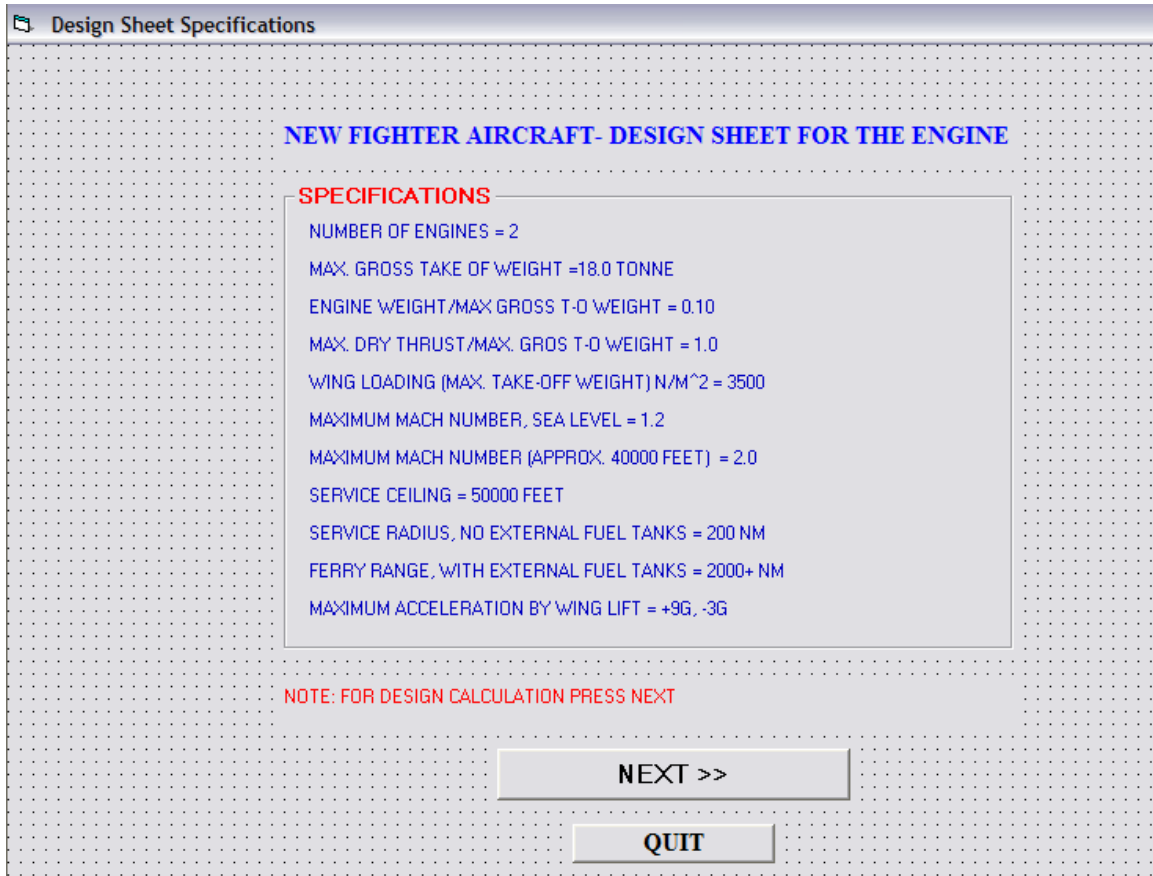 Design Sheet Specifications
NEW FIGHTER AIRCRAFT- DESIGN SHEET FOR THE ENGINE
SPECIFICATIONS
NUMBER OF ENGINES = 2
MAX. GROSS TAKE OF WEIGHT =18.0 TONNE
ENGINE WEIGHT/MAX GROSS T-O WEIGHT = 0.10
MAX. DRY THRUST/MAX. GROS T-O WEIGHT = 1.0
WING LOADING (MAX. TAKE-OFF WEIGHT) N/M^2 = 3500
MAXIMUM MACH NUMBER, SEA LEVEL = 1.2
MAXIMUM MACH NUMBER (APPROX. 40000 FEET)  = 2.0
SERVICE CEILING = 50000 FEET
SERVICE RADIUS, NO EXTERNAL FUEL TANKS = 200 NM
FERRY RANGE, WITH EXTERNAL FUEL TANKS = 2000+ NM
MAXIMUM ACCELERATION BY WING LIFT = +9G, -3G
NOTE: FOR DESIGN CALCULATION PRESS NEXT
NEXT >>
QUIT